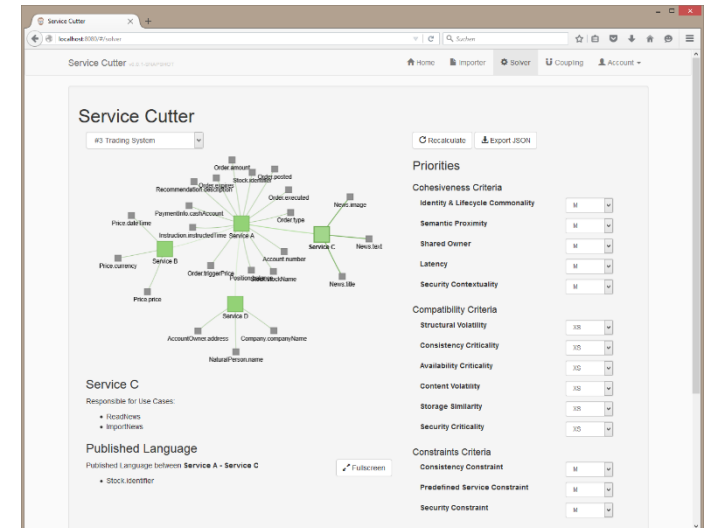 Service Cutter
localhost:8080/#/solver
Suchen
Service Cutter
Home
Importer
Solver
Coupling
Account
Service Cutter
#3 Trading System
Recalculate
Export JSON
Order.amount
Order.posted
Stock.identifier
Order.expires
Recommendation.description
Order.executed
News.image
PaymentInfo.cashAccount
Order.type
Price.dateTime
Instruction.instructedTime
Service A
Service C
News.text
Service B
Account.number
Price.currency
Order.triggerPrice
News.title
Price.price
Service D
AccountOwner.address
Company.companyName
NaturalPerson.name
Service C
Responsible for Use Cases:
• ReadNews
• ImportNews
Published Language
Published Language between Service A - Service C
• Stock.identifier
Fullscreen
Priorities
Cohesiveness Criteria
Identity & Lifecycle Commonality M
Semantic Proximity M
Shared Owner M
Latency M
Security Contextuality M
Compatibility Criteria
Structural Volatility XS
Consistency Criticality XS
Availability Criticality XS
Content Volatility XS
Storage Similarity XS
Security Criticality XS
Constraints Criteria
Consistency Constraint M
Predefined Service Constraint M
Security Constraint M